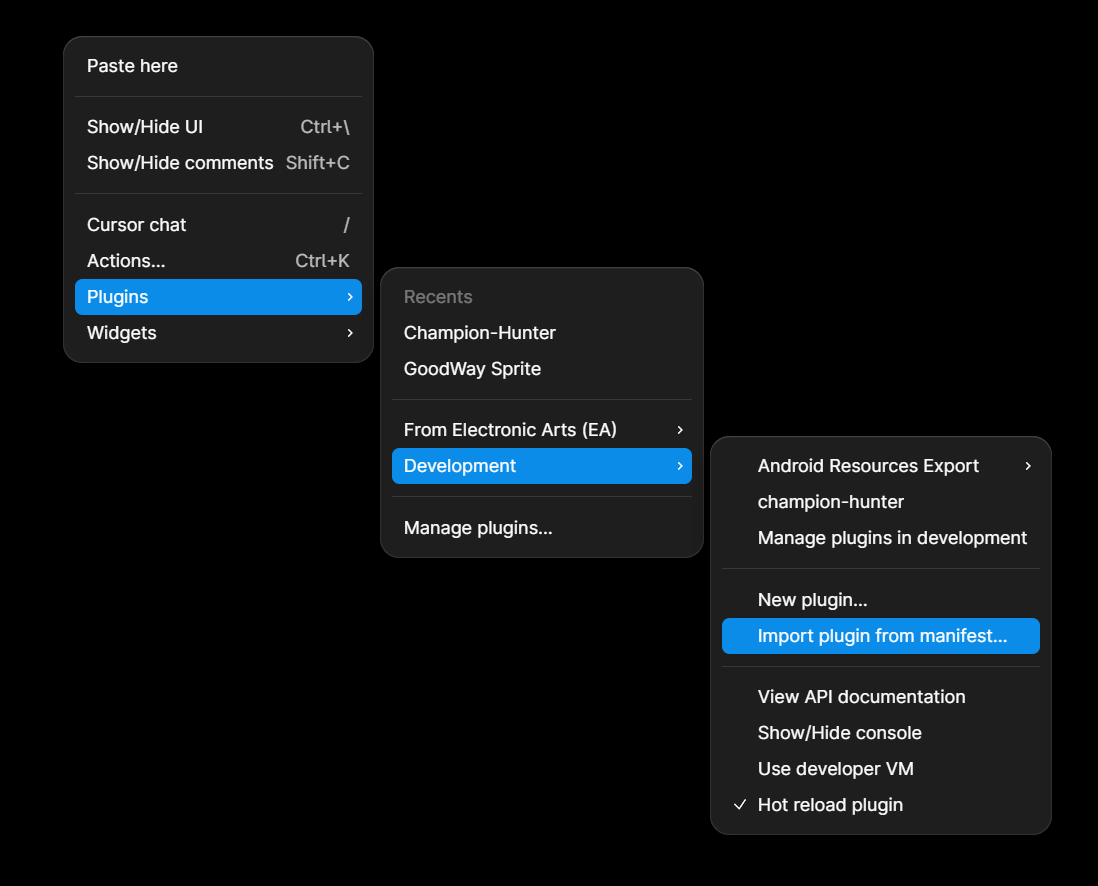 Paste here
Show/Hide UI Ctrl+\
Show/Hide comments Shift+C
Cursor chat /
Actions... Ctrl+K
Plugins
Widgets
Recents
Champion-Hunter
GoodWay Sprite
From Electronic Arts (EA)
Development
Manage plugins...
Android Resources Export
champion-hunter
Manage plugins in development
New plugin...
Import plugin from manifest...
View API documentation
Show/Hide console
Use developer VM
Hot reload plugin